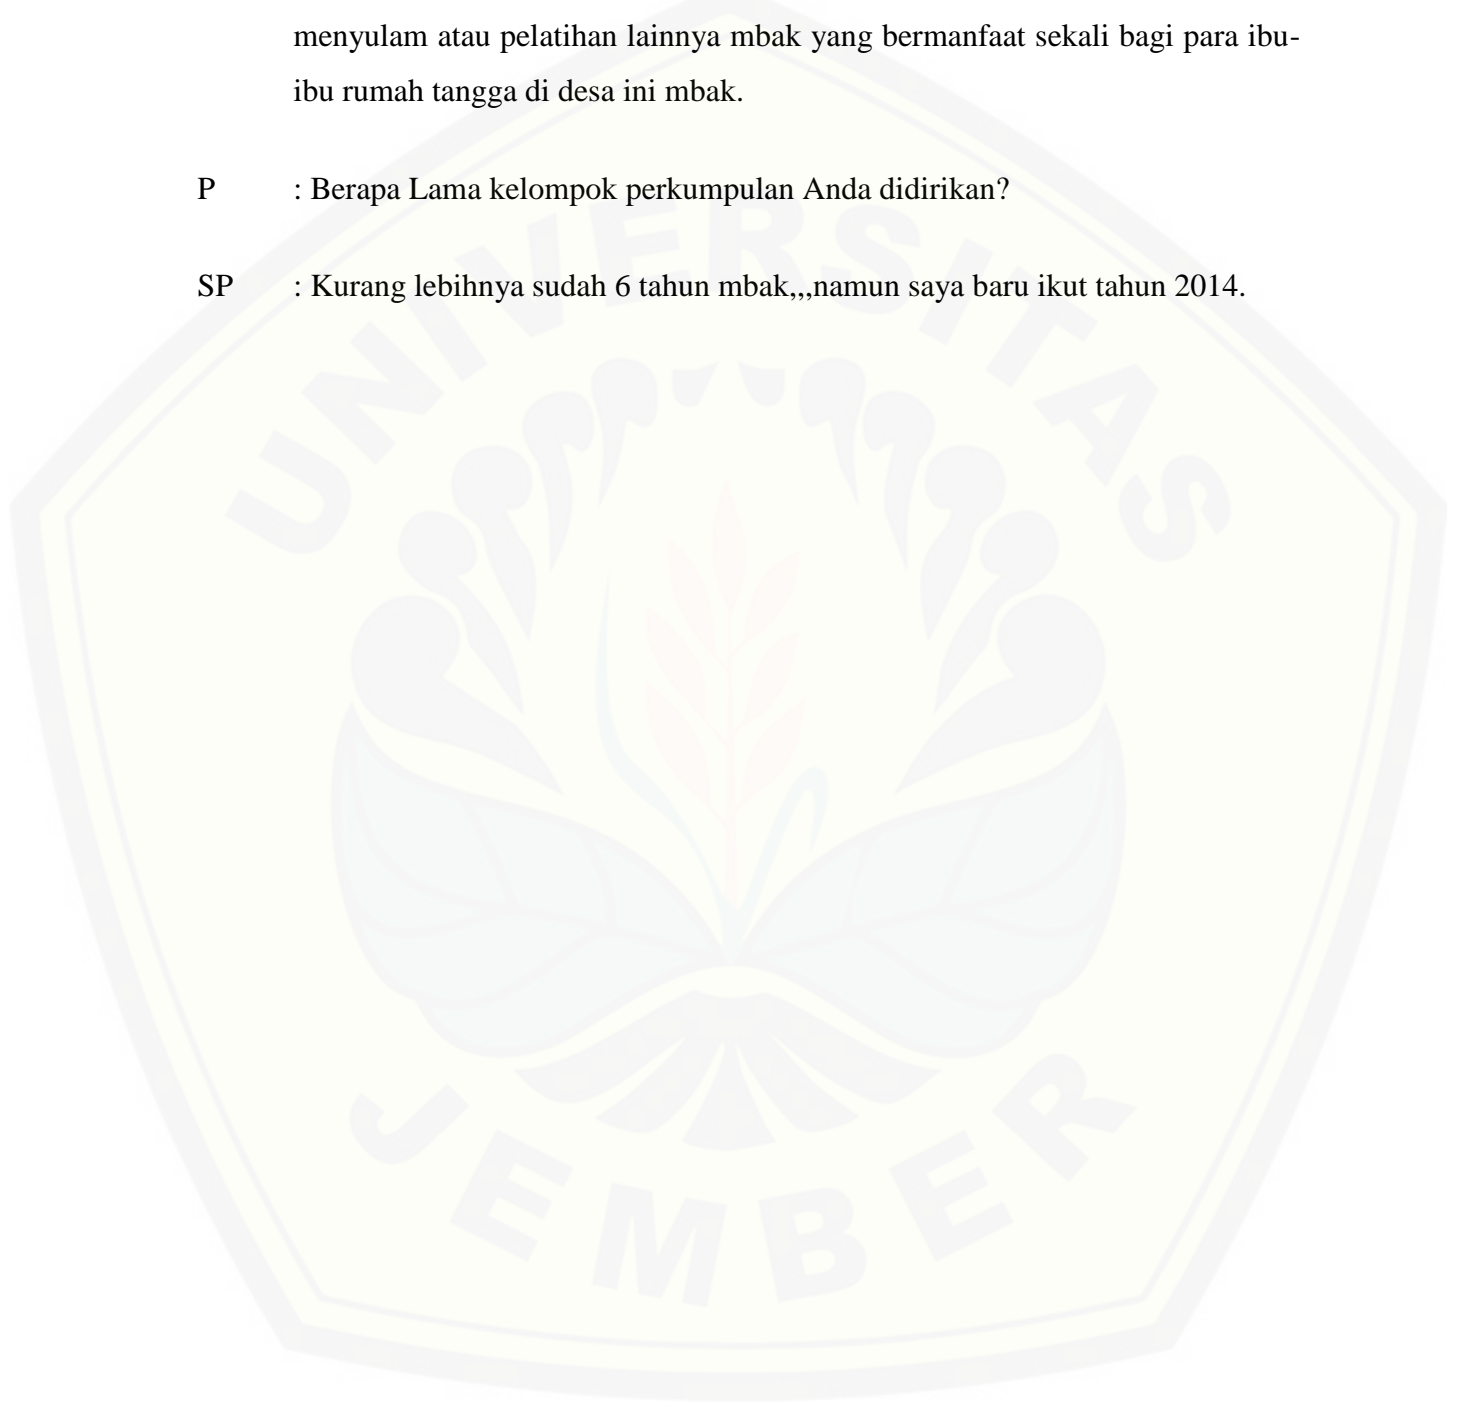 menyulam atau pelatihan lainnya mbak yang bermanfaat sekali bagi para ibu-
ibu rumah tangga di desa ini mbak.
P : Berapa Lama kelompok perkumpulan Anda didirikan?
SP : Kurang lebihnya sudah 6 tahun mbak,,,namun saya baru ikut tahun 2014.
UNIVERSITAS
JEMBER